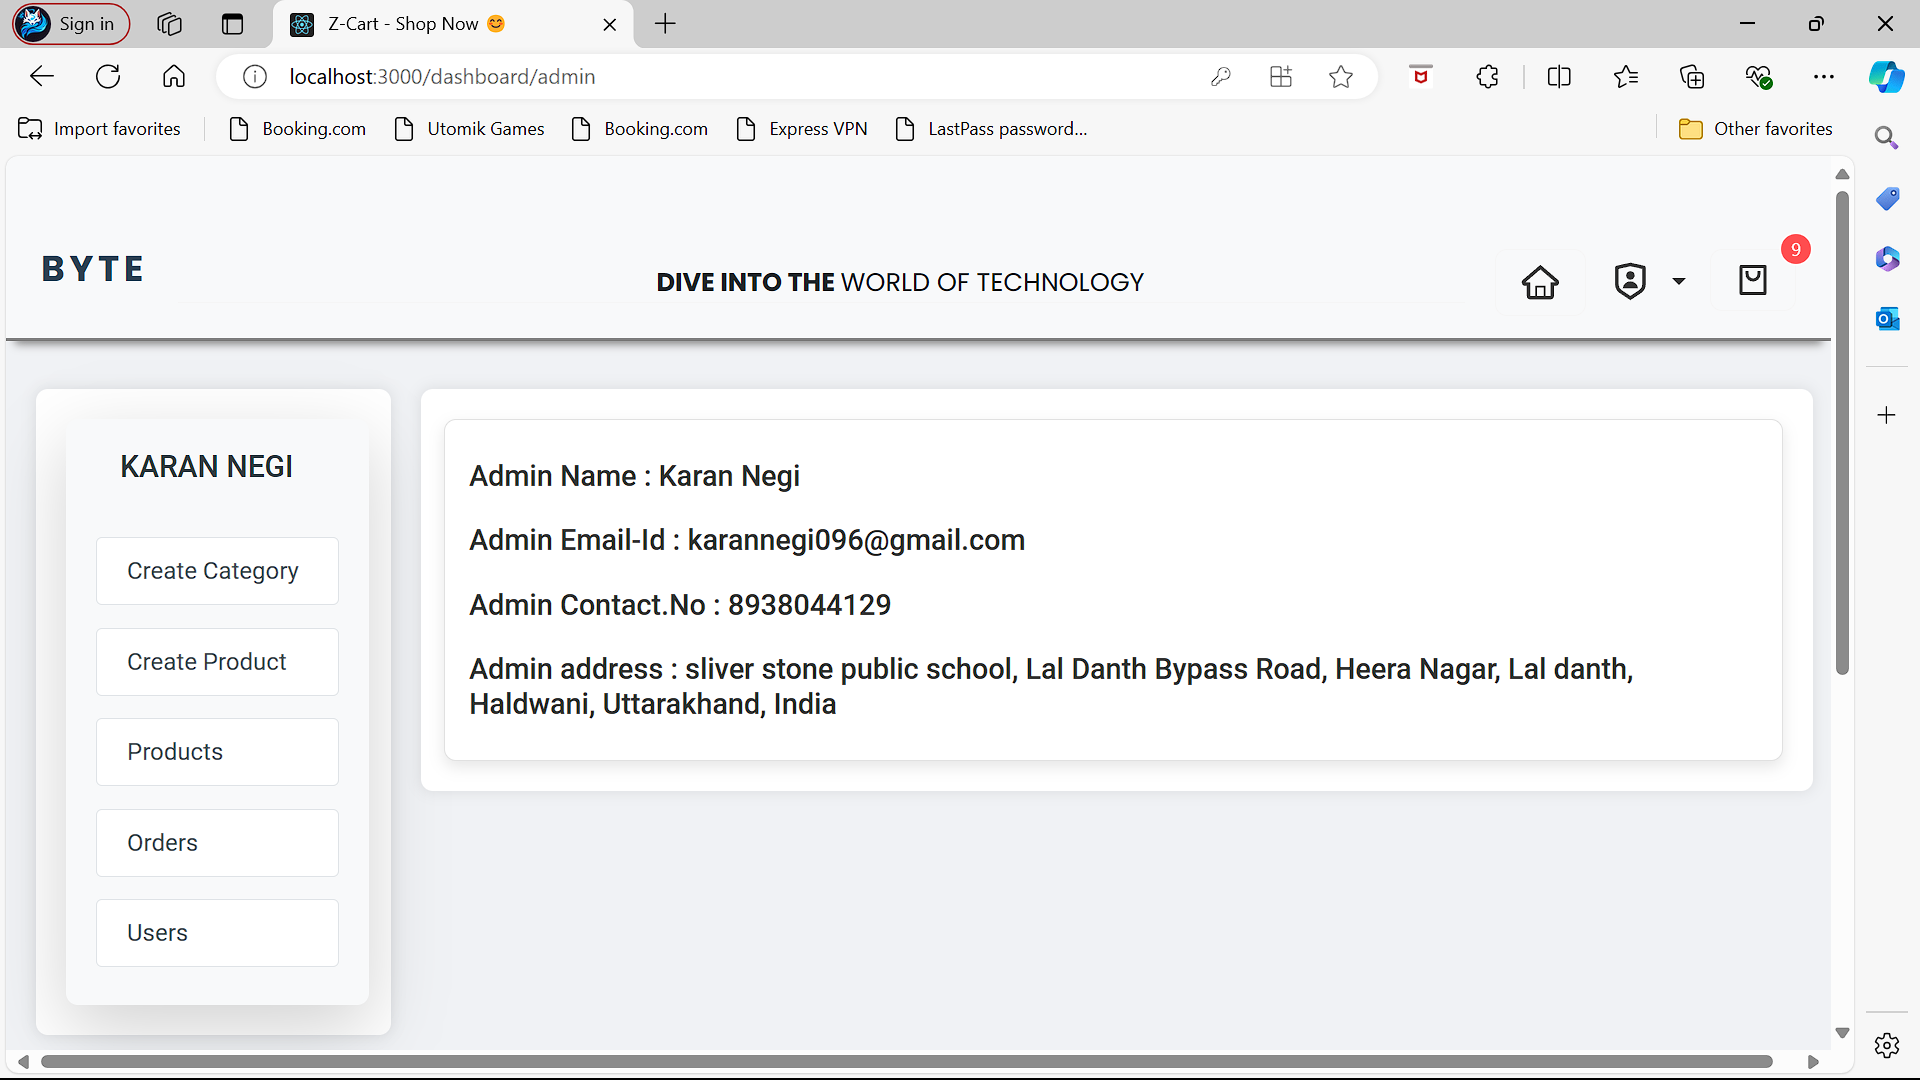 Sign in
Z-Cart - Shop Now 😊
localhost:3000/dashboard/admin
Import favorites
Booking.com
Utomik Games
Booking.com
Express VPN
LastPass password...
Other favorites
BYTE
DIVE INTO THE WORLD OF TECHNOLOGY
9
KARAN NEGI
Create Category
Create Product
Products
Orders
Users
Admin Name : Karan Negi
Admin Email-Id : karannegi096@gmail.com
Admin Contact.No : 8938044129
Admin address : sliver stone public school, Lal Danth Bypass Road, Heera Nagar, Lal danth,
Haldwani, Uttarakhand, India